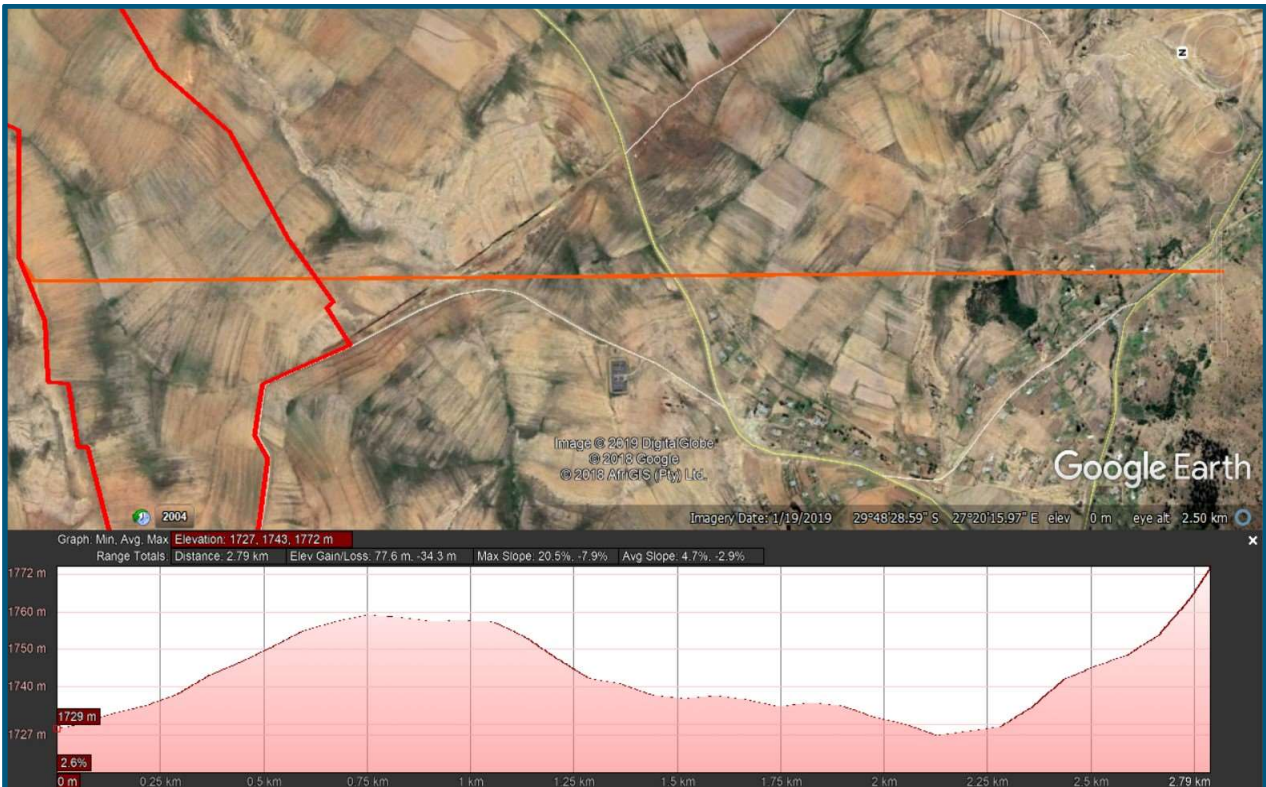 N
Image © 2019 DigitalGlobe
© 2018 Google
© 2018 AfriGIS (Pty) Ltd.
Google Earth
2004
Imagery Date: 1/19/2019 29°48'28.59" S 27°20'15.97" E elev 0 m eye alt 2.50 km
Graph: Min, Avg, Max Elevation: 1727, 1743, 1772 m
Range Totals: Distance: 2.79 km Elev Gain/Loss: 77.6 m, -34.3 m Max Slope: 20.5%, -7.9% Avg Slope: 4.7%, -2.9%
1772 m
1760 m
1750 m
1740 m
1729 m
1727 m
2.6%
0 m 0.25 km 0.5 km 0.75 km 1 km 1.25 km 1.5 km 1.75 km 2 km 2.25 km 2.5 km 2.79 km